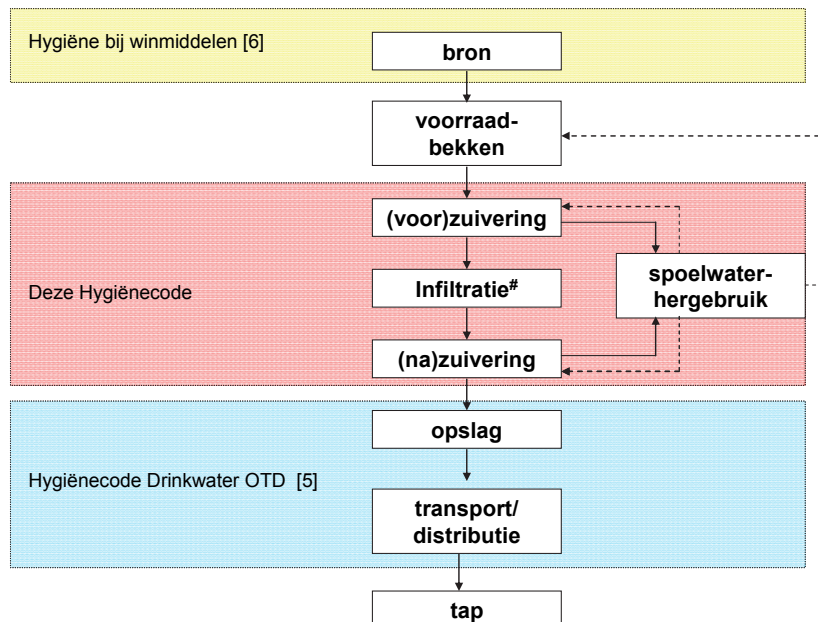 Hygiëne bij winmiddelen [6]
bron
voorraad-
bekken
(voor)zuivering
Deze Hygiënecode
Infiltratie#
spoelwater-
hergebruik
(na)zuivering
opslag
Hygiënecode Drinkwater OTD [5]
transport/
distributie
tap